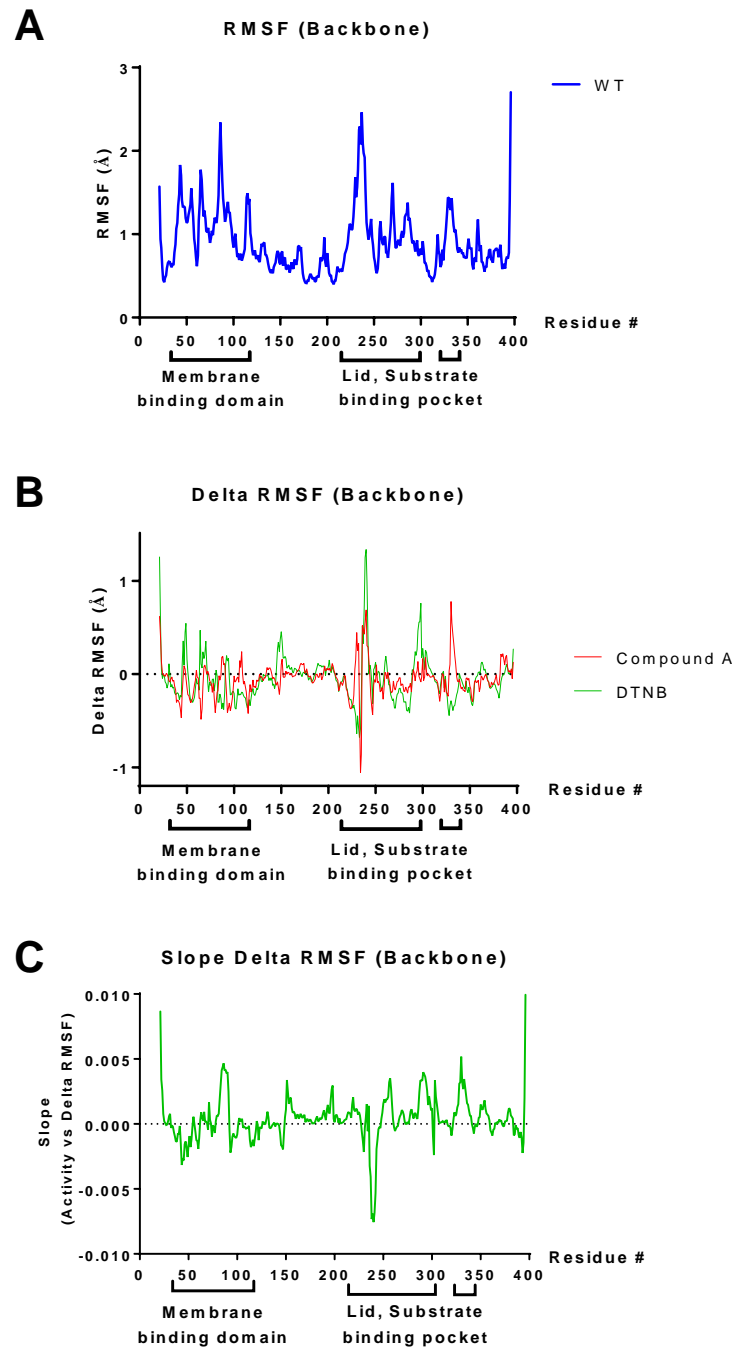 A
RMSF (Backbone)
3
2
1
0
RMSF (Å)
WT
0 50 100 150 200 250 300 350 400
Residue #
Membrane
binding domain
Lid, Substrate
binding pocket
B
Delta RMSF (Backbone)
1
0
-1
Delta RMSF (Å)
Compound A
DTNB
0 50 100 150 200 250 300 350 400
Residue #
Membrane
binding domain
Lid, Substrate
binding pocket
C
Slope Delta RMSF (Backbone)
0.010
0.005
0.000
-0.005
-0.010
Slope
(Activity vs Delta RMSF)
0 50 100 150 200 250 300 350 400
Residue #
Membrane
binding domain
Lid, Substrate
binding pocket